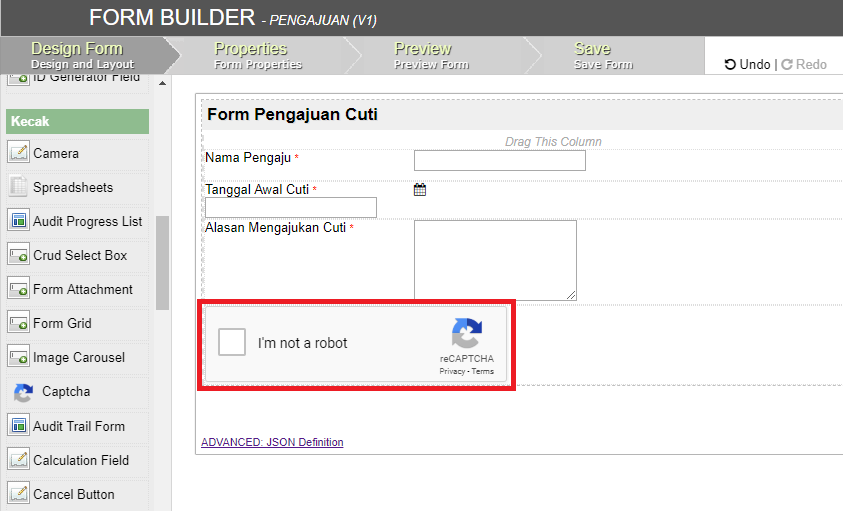 FORM BUILDER - PENGAJUAN (V1)
Design Form
Design and Layout
Properties
Form Properties
Preview
Preview Form
Save
Save Form
Undo | Redo
ID Generator Field
Kecak
Camera
Spreadsheets
Audit Progress List
Crud Select Box
Form Attachment
Form Grid
Image Carousel
Captcha
Audit Trail Form
Calculation Field
Cancel Button
Form Pengajuan Cuti
Drag This Column
Nama Pengaju *
Tanggal Awal Cuti *
Alasan Mengajukan Cuti *
I'm not a robot
reCAPTCHA
Privacy - Terms
ADVANCED: JSON Definition